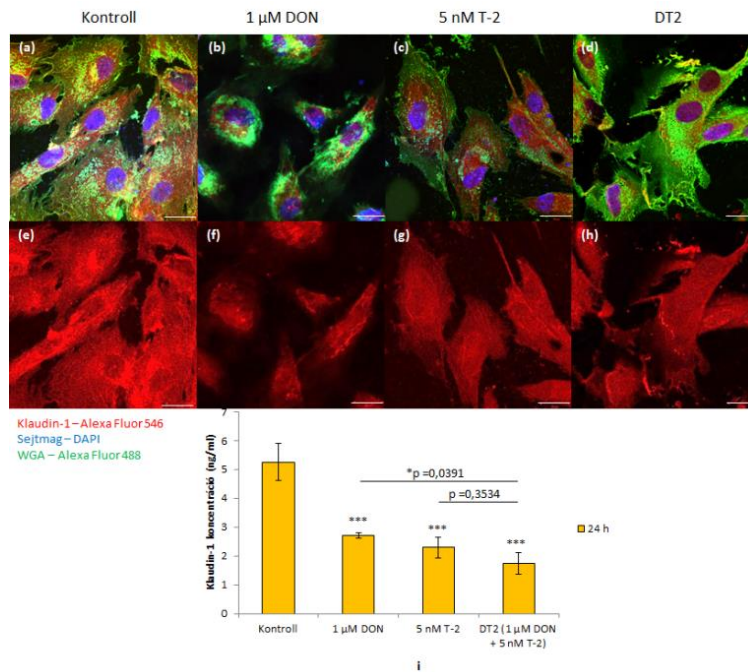 Kontroll 1 µM DON 5 nM T-2 DT2
(a) (b) (c) (d)
(e) (f) (g) (h)
Klaudin-1 – Alexa Fluor 546
Sejtmag – DAPI
WGA – Alexa Fluor 488
Klaudin-1 koncentráció (ng/ml)
7
6
5
4
3
2
1
0
*p =0,0391
p =0,3534
*** *** ***
24 h
Kontroll 1 µM DON 5 nM T-2 DT2 (1 µM DON
+ 5 nM T-2)
i